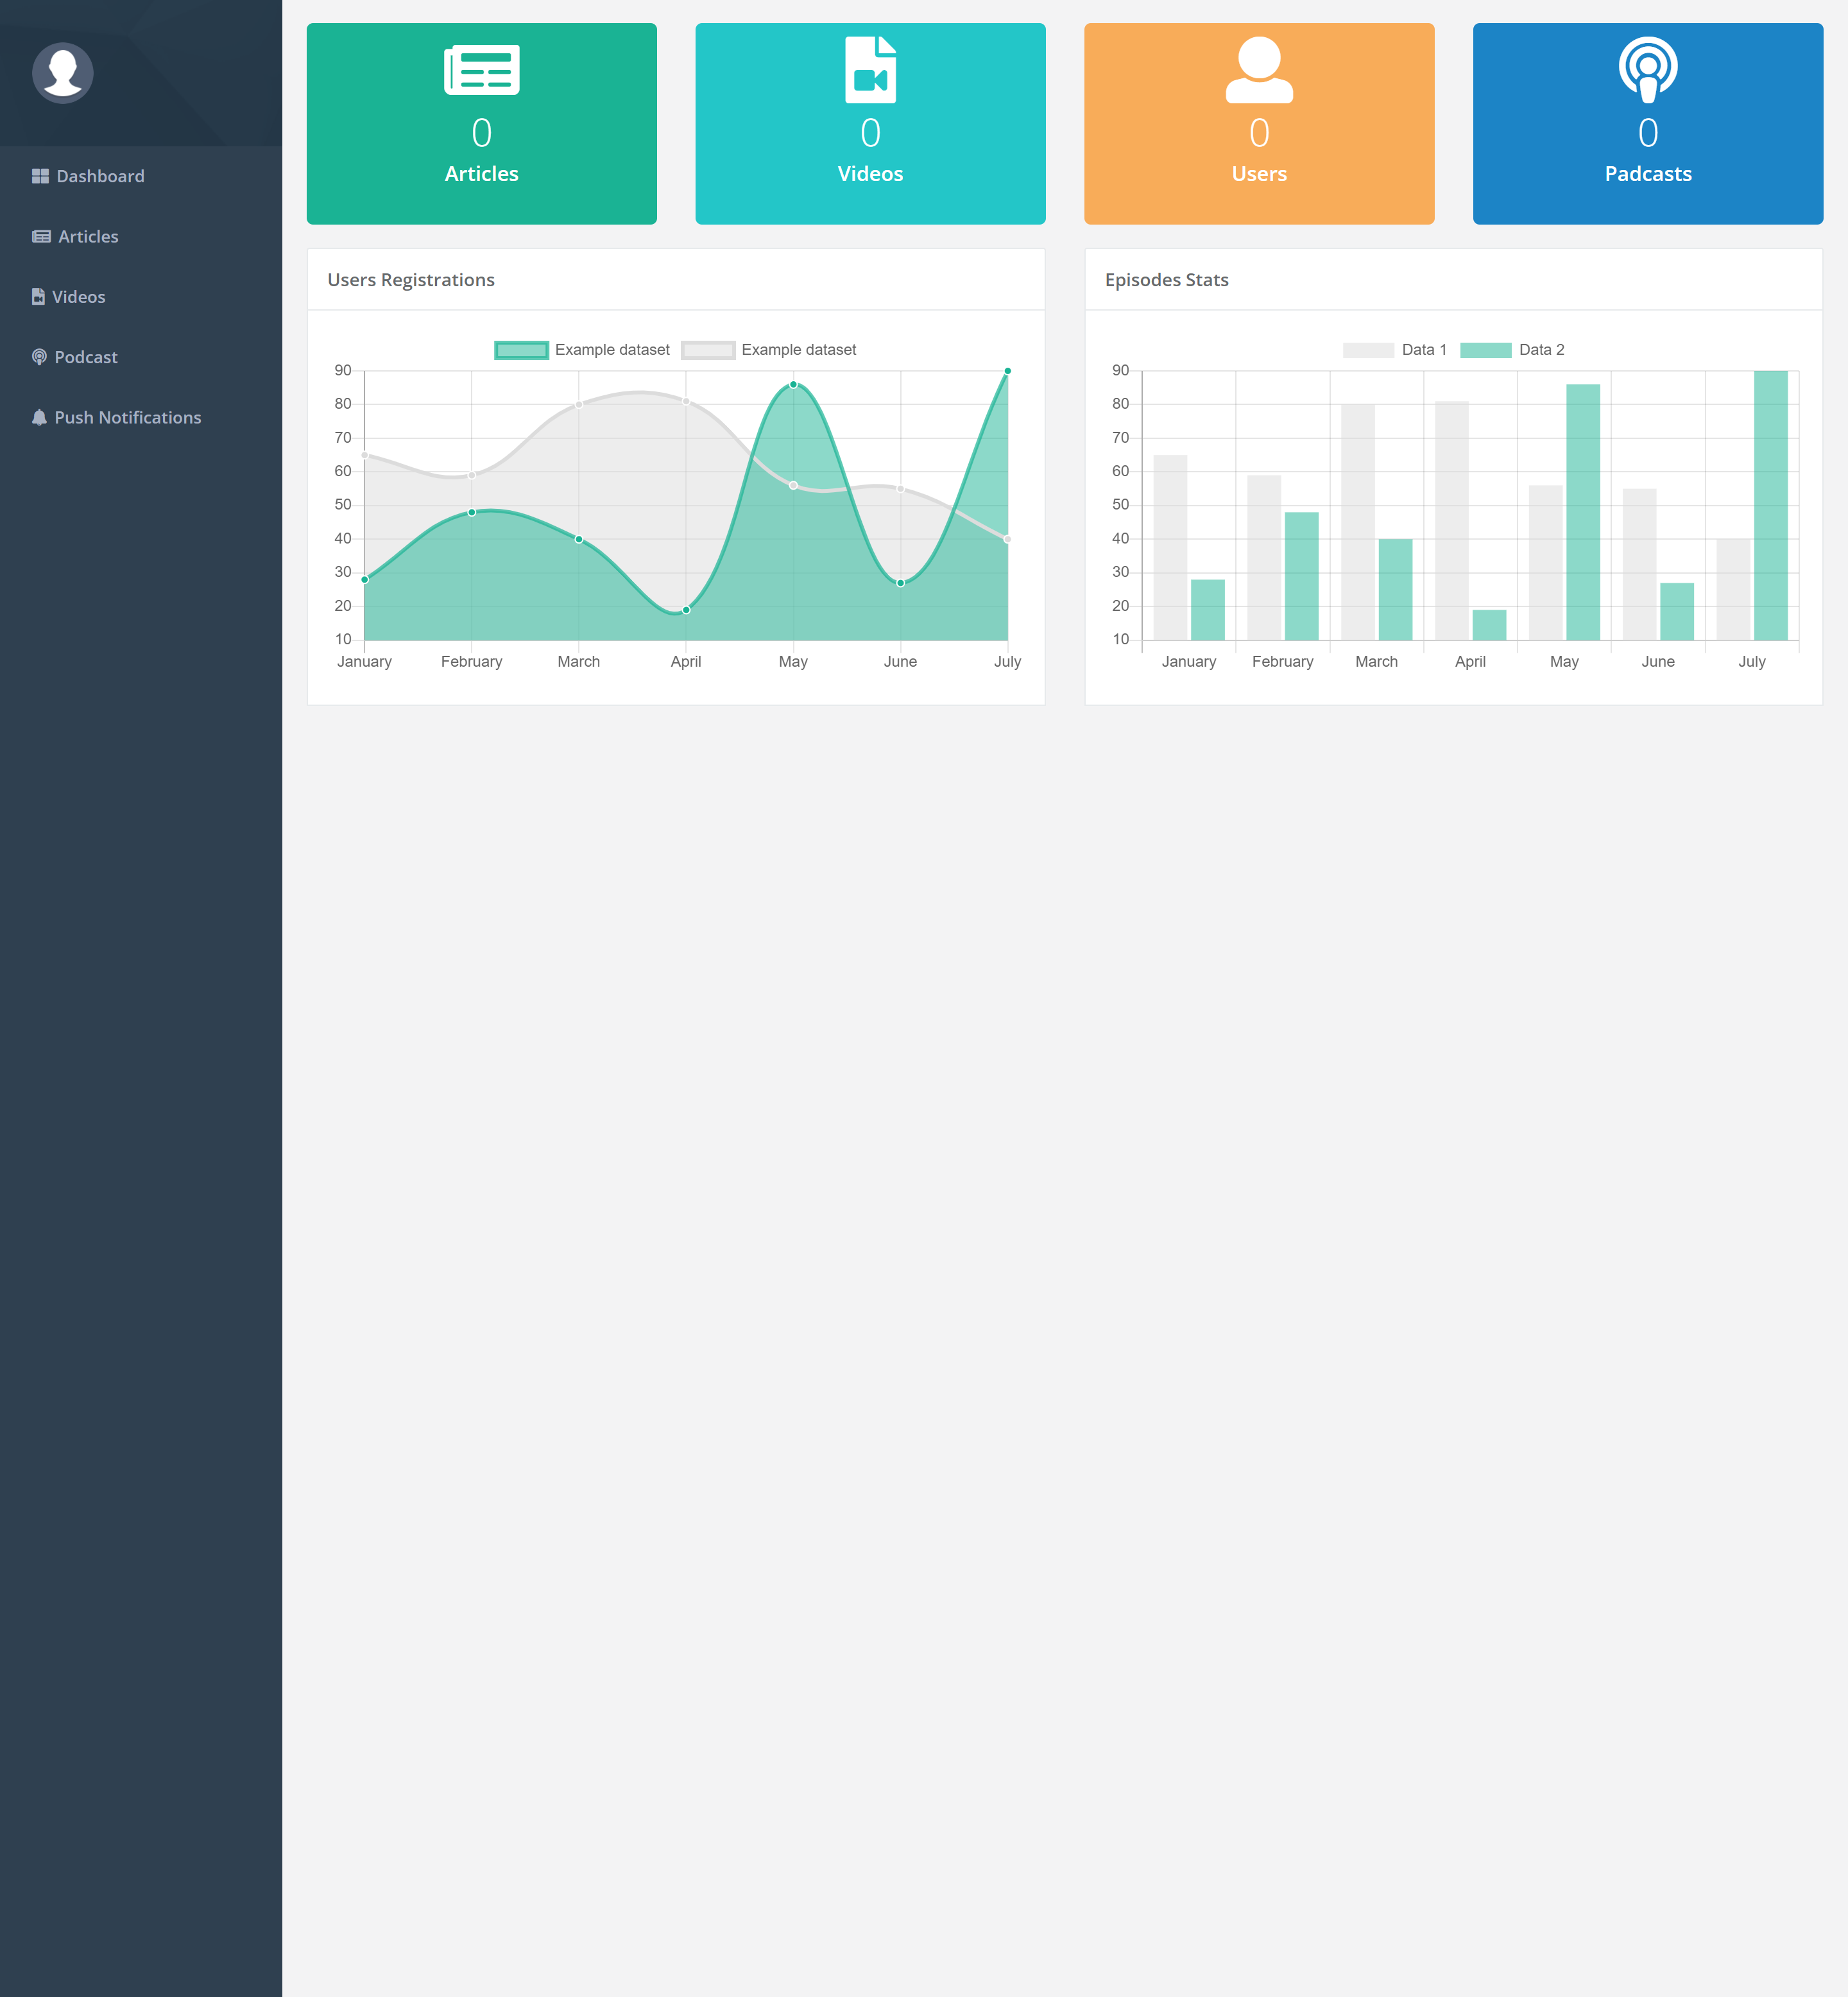 Dashboard
Articles
Videos
Podcast
Push Notifications
0
Articles
0
Videos
0
Users
0
Padcasts
Users Registrations
Example dataset Example dataset
90
80
70
60
50
40
30
20
10
January February March April May June July
Episodes Stats
Data 1 Data 2
90
80
70
60
50
40
30
20
10
January February March April May June July